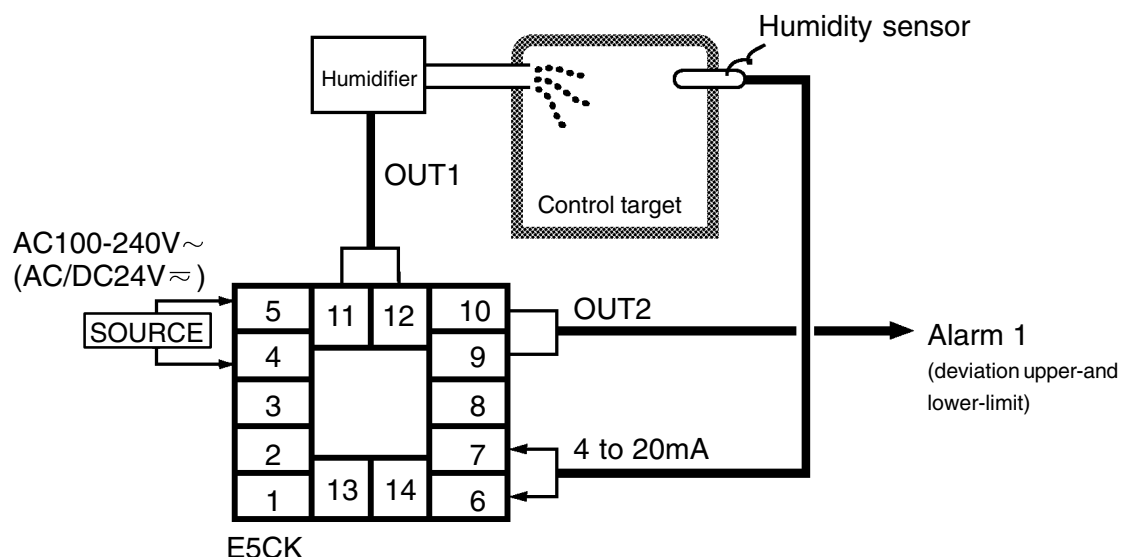 Humidity sensor
Humidifier
OUT1
Control target
AC100-240V～
(AC/DC24V ⎓)
SOURCE
5
11
12
10
4
9
3
8
2
7
1
13
14
6
OUT2
Alarm 1
(deviation upper-and
lower-limit)
4 to 20mA
E5CK